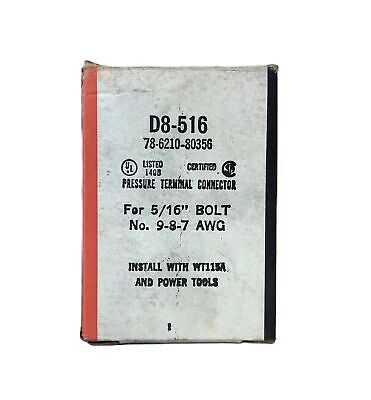 D8-516
78-6210-80356
UL LISTED 140B CERTIFIED SA
PRESSURE TERMINAL CONNECTOR
For 5/16" BOLT
No. 9-8-7 AWG
INSTALL WITH WT115A
AND POWER TOOLS